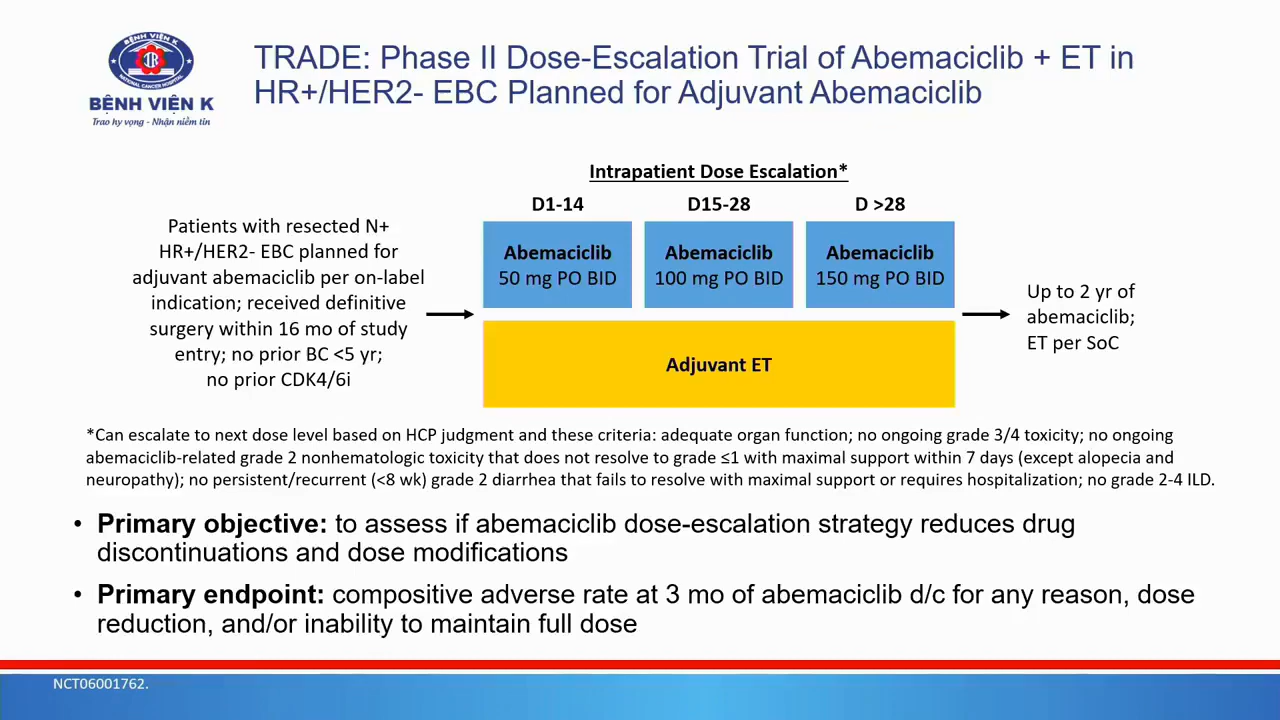 NATIONAL CANCER HOSPITAL
BỆNH VIỆN K
Trao hy vọng - Nhận niềm tin
TRADE: Phase II Dose-Escalation Trial of Abemaciclib + ET in
HR+/HER2- EBC Planned for Adjuvant Abemaciclib
Patients with resected N+
HR+/HER2- EBC planned for
adjuvant abemaciclib per on-label
indication; received definitive
surgery within 16 mo of study
entry; no prior BC <5 yr;
no prior CDK4/6i
Intrapatient Dose Escalation*
D1-14
D15-28
D >28
Abemaciclib
50 mg PO BID
Abemaciclib
100 mg PO BID
Abemaciclib
150 mg PO BID
Adjuvant ET
Up to 2 yr of
abemaciclib;
ET per SoC
*Can escalate to next dose level based on HCP judgment and these criteria: adequate organ function; no ongoing grade 3/4 toxicity; no ongoing
abemaciclib-related grade 2 nonhematologic toxicity that does not resolve to grade ≤1 with maximal support within 7 days (except alopecia and
neuropathy); no persistent/recurrent (<8 wk) grade 2 diarrhea that fails to resolve with maximal support or requires hospitalization; no grade 2-4 ILD.
• Primary objective: to assess if abemaciclib dose-escalation strategy reduces drug
discontinuations and dose modifications
• Primary endpoint: compositive adverse rate at 3 mo of abemaciclib d/c for any reason, dose
reduction, and/or inability to maintain full dose
NCT06001762.